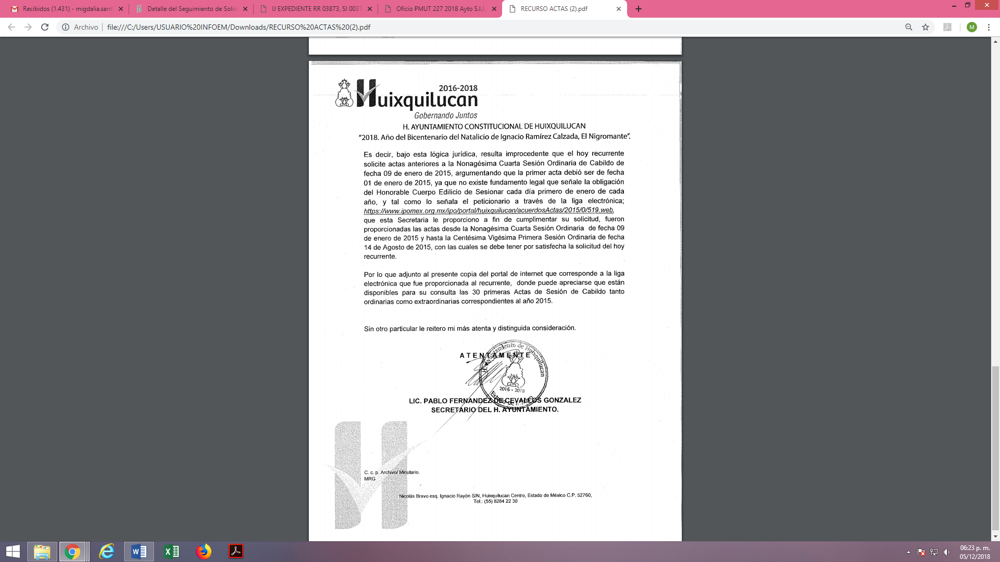 Recibidos (1.431) - migdalia.sant
Detalle del Seguimiento de Solici
IJ EXPEDIENTE RR 03873, SI 0037
Oficio PMUT 227 2018 Ayto S.I.J.
RECURSO ACTAS (2).pdf
Archivo
file:///C:/Users/USUARIO%20INFOEM/Downloads/RECURSO%20ACTAS%20(2).pdf
M
2016-2018
Huixquilucan
Gobernando Juntos
H. AYUNTAMIENTO CONSTITUCIONAL DE HUIXQUILUCAN
“2018. Año del Bicentenario del Natalicio de Ignacio Ramírez Calzada, El Nigromante”.
Es decir, bajo esta lógica jurídica, resulta improcedente que el hoy recurrente
solicite actas anteriores a la Nonagésima Cuarta Sesión Ordinaria de Cabildo de
fecha 09 de enero de 2015, argumentando que la primer acta debió ser de fecha
01 de enero de 2015, ya que no existe fundamento legal que señale la obligación
del Honorable Cuerpo Edilicio de Sesionar cada día primero de enero de cada
año, y tal como lo señala el peticionario a través de la liga electrónica;
https://www.ipomex.org.mx/ipo/portal/huixquilucan/acuerdosActas/2015/0/519.web,
que esta Secretaria le proporciono a fin de cumplimentar su solicitud, fueron
proporcionadas las actas desde la Nonagésima Cuarta Sesión Ordinaria de fecha 09
de enero de 2015 y hasta la Centésima Vigésima Primera Sesión Ordinaria de fecha
14 de Agosto de 2015, con las cuales se debe tener por satisfecha la solicitud del hoy
recurrente.
Por lo que adjunto al presente copia del portal de internet que corresponde a la liga
electrónica que fue proporcionada al recurrente, donde puede apreciarse que están
disponibles para su consulta las 30 primeras Actas de Sesión de Cabildo tanto
ordinarias como extraordinarias correspondientes al año 2015.
Sin otro particular le reitero mi más atenta y distinguida consideración.
A T E N T A M E N T E
H. Ayuntamiento de Huixquilucan
2016 - 2018
Estado de México
LIC. PABLO FERNANDEZ DE CEVALLOS GONZALEZ
SECRETARIO DEL H. AYUNTAMIENTO.
C. c. p. Archivo/ Minutario.
MRG
Nicolás Bravo esq. Ignacio Rayón S/N, Huixquilucan Centro, Estado de México C.P. 52760,
Tel.: (55) 8284 22 30
06:23 p. m.
05/12/2018